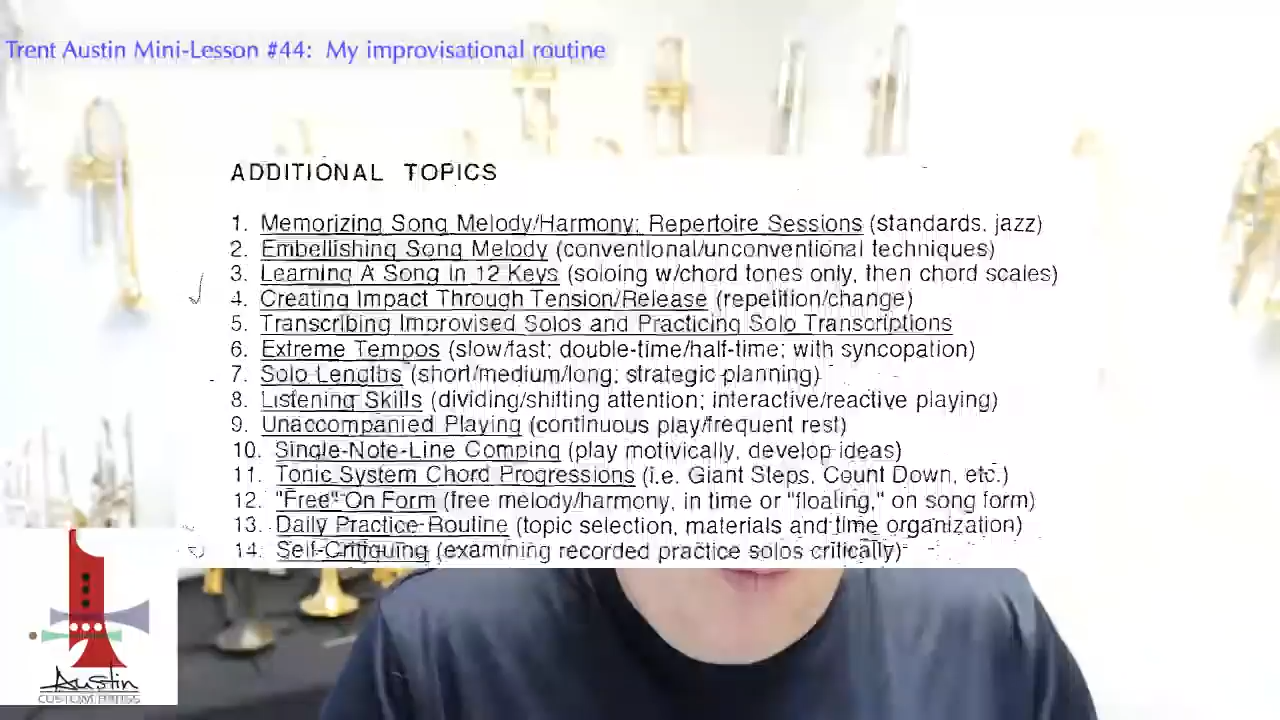 Trent Austin Mini-Lesson #44: My improvisational routine
ADDITIONAL TOPICS
1. Memorizing Song Melody/Harmony; Repertoire Sessions (standards, jazz)
2. Embellishing Song Melody (conventional/unconventional techniques)
3. Learning A Song In 12 Keys (soloing w/chord tones only, then chord scales)
4. Creating Impact Through Tension/Release (repetition/change)
5. Transcribing Improvised Solos and Practicing Solo Transcriptions
6. Extreme Tempos (slow/fast; double-time/half-time; with syncopation)
7. Solo Lengths (short/medium/long; strategic planning)
8. Listening Skills (dividing/shifting attention; interactive/reactive playing)
9. Unaccompanied Playing (continuous play/frequent rest)
10. Single-Note-Line Comping (play motivically, develop ideas)
11. Tonic System Chord Progressions (i.e. Giant Steps, Count Down, etc.)
12. "Free" On Form (free melody/harmony, in time or "floating," on song form)
13. Daily Practice Routine (topic selection, materials and time organization)
14. Self-Critiquing (examining recorded practice solos critically)
Austin
CUSTOM BRASS